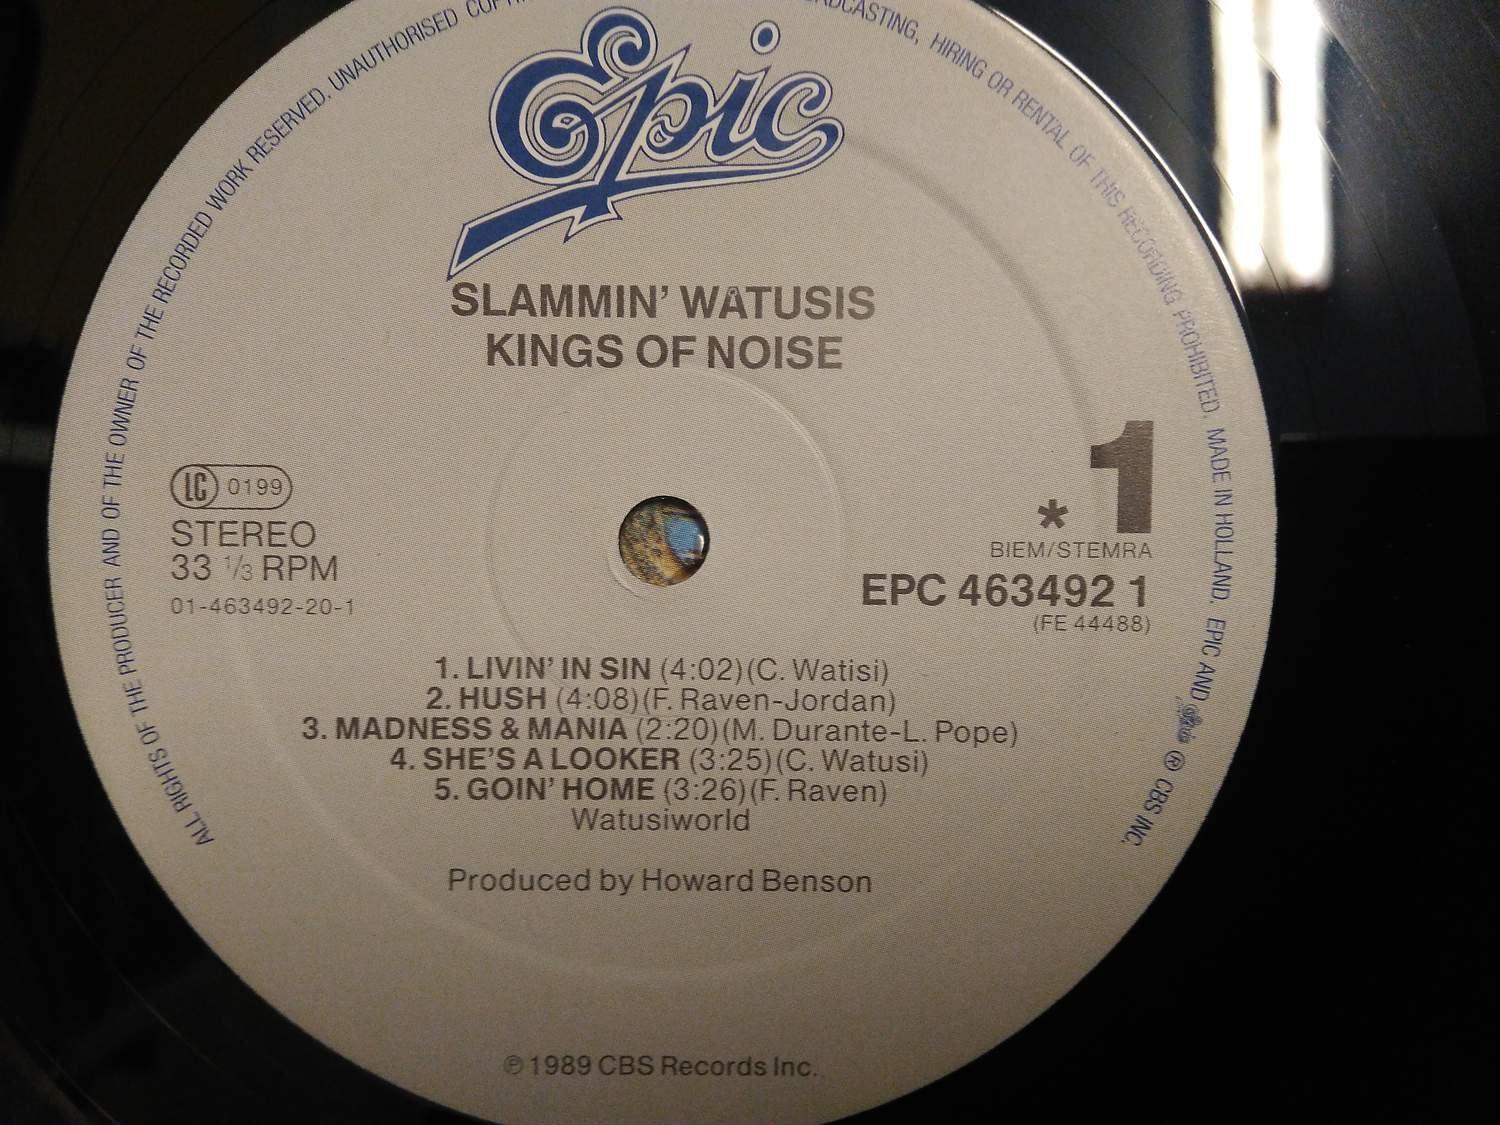 Epic
SLAMMIN' WATUSIS
KINGS OF NOISE
LC 0199
STEREO
33 1/3 RPM
01-463492-20-1
1
*
BIEM/STEMRA
EPC 463492 1
(FE 44488)
1. LIVIN' IN SIN (4:02)(C. Watisi)
2. HUSH (4:08)(F. Raven-Jordan)
3. MADNESS & MANIA (2:20)(M. Durante-L. Pope)
4. SHE'S A LOOKER (3:25)(C. Watusi)
5. GOIN' HOME (3:26)(F. Raven)
Watusiworld
Produced by Howard Benson
℗ 1989 CBS Records Inc.
ALL RIGHTS OF THE PRODUCER AND OF THE OWNER OF THE RECORDED WORK RESERVED. UNAUTHORISED
HIRING OR RENTAL OF THIS RECORDING PROHIBITED. MADE IN HOLLAND. EPIC AND Epic ® CBS INC.